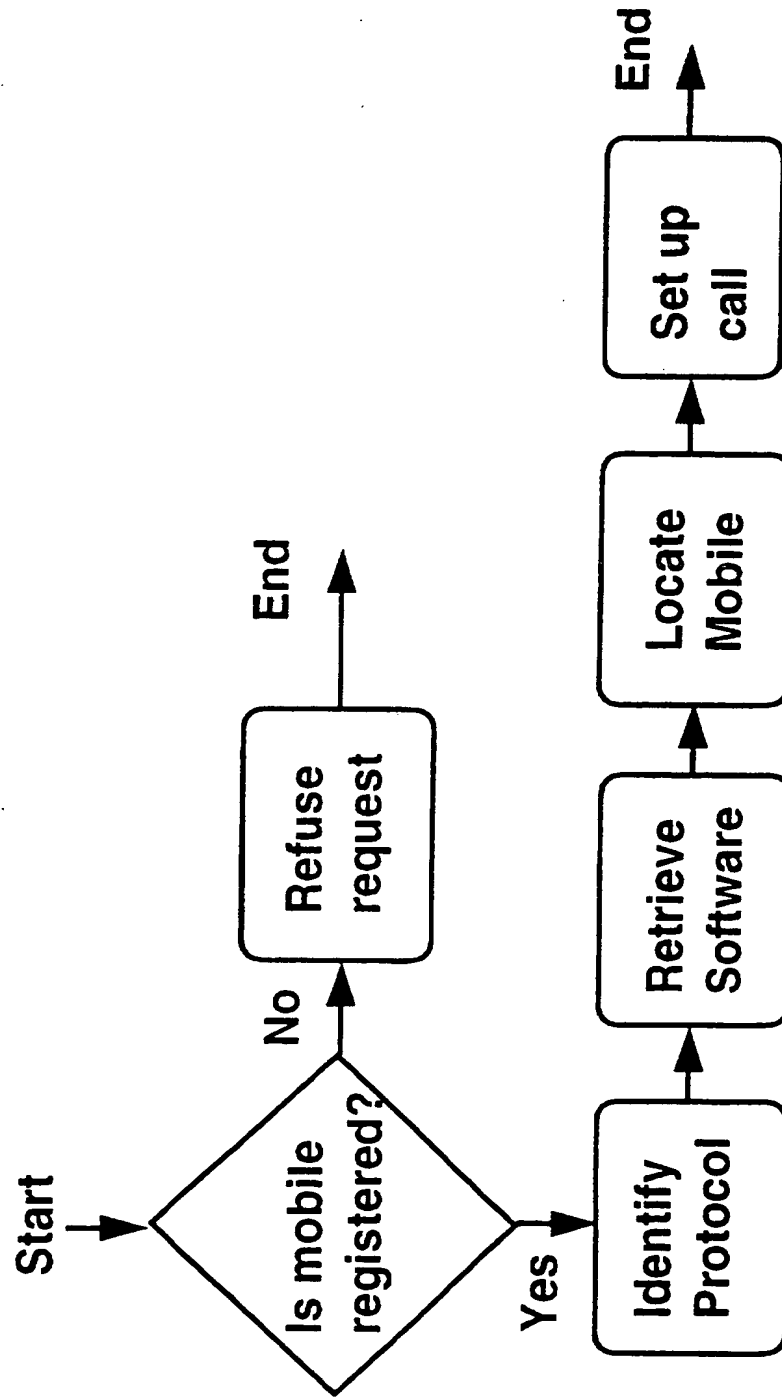 Start
Is mobile
registered?
No
Refuse
request
End
Yes
Identify
Protocol
Retrieve
Software
Locate
Mobile
Set up
call
End